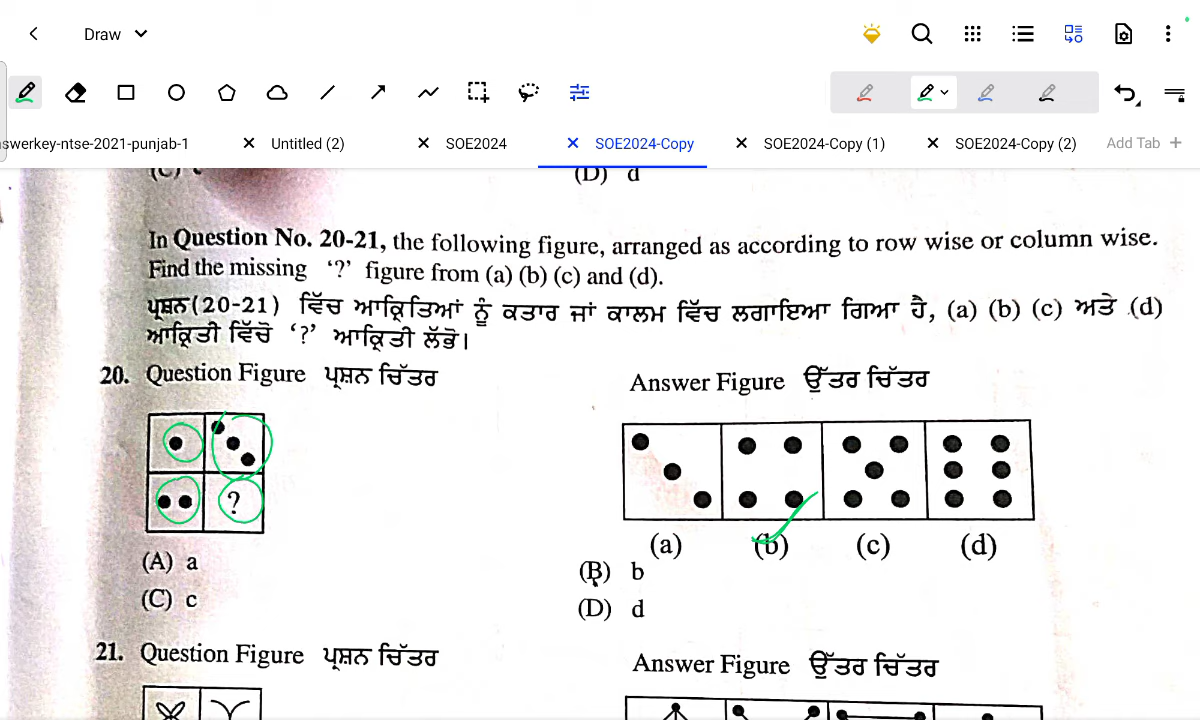 Draw
swerkey-ntse-2021-punjab-1
Untitled (2)
SOE2024
SOE2024-Copy
SOE2024-Copy (1)
SOE2024-Copy (2)
Add Tab +
(C) c
(D) d
In Question No. 20-21, the following figure, arranged as according to row wise or column wise.
Find the missing '?' figure from (a) (b) (c) and (d).
ਪ੍ਰਸ਼ਨ (20-21) ਵਿੱਚ ਆਕ੍ਰਿਤਿਆਂ ਨੂੰ ਕਤਾਰ ਜਾਂ ਕਾਲਮ ਵਿੱਚ ਲਗਾਇਆ ਗਿਆ ਹੈ, (a) (b) (c) ਅਤੇ (d)
ਆਕ੍ਰਿਤੀ ਵਿੱਚੋਂ '?' ਆਕ੍ਰਿਤੀ ਲੱਭੋ।
20. Question Figure ਪ੍ਰਸ਼ਨ ਚਿੱਤਰ
Answer Figure ਉੱਤਰ ਚਿੱਤਰ
?
(a) (b) (c) (d)
(A) a
(B) b
(C) c
(D) d
21. Question Figure ਪ੍ਰਸ਼ਨ ਚਿੱਤਰ
Answer Figure ਉੱਤਰ ਚਿੱਤਰ